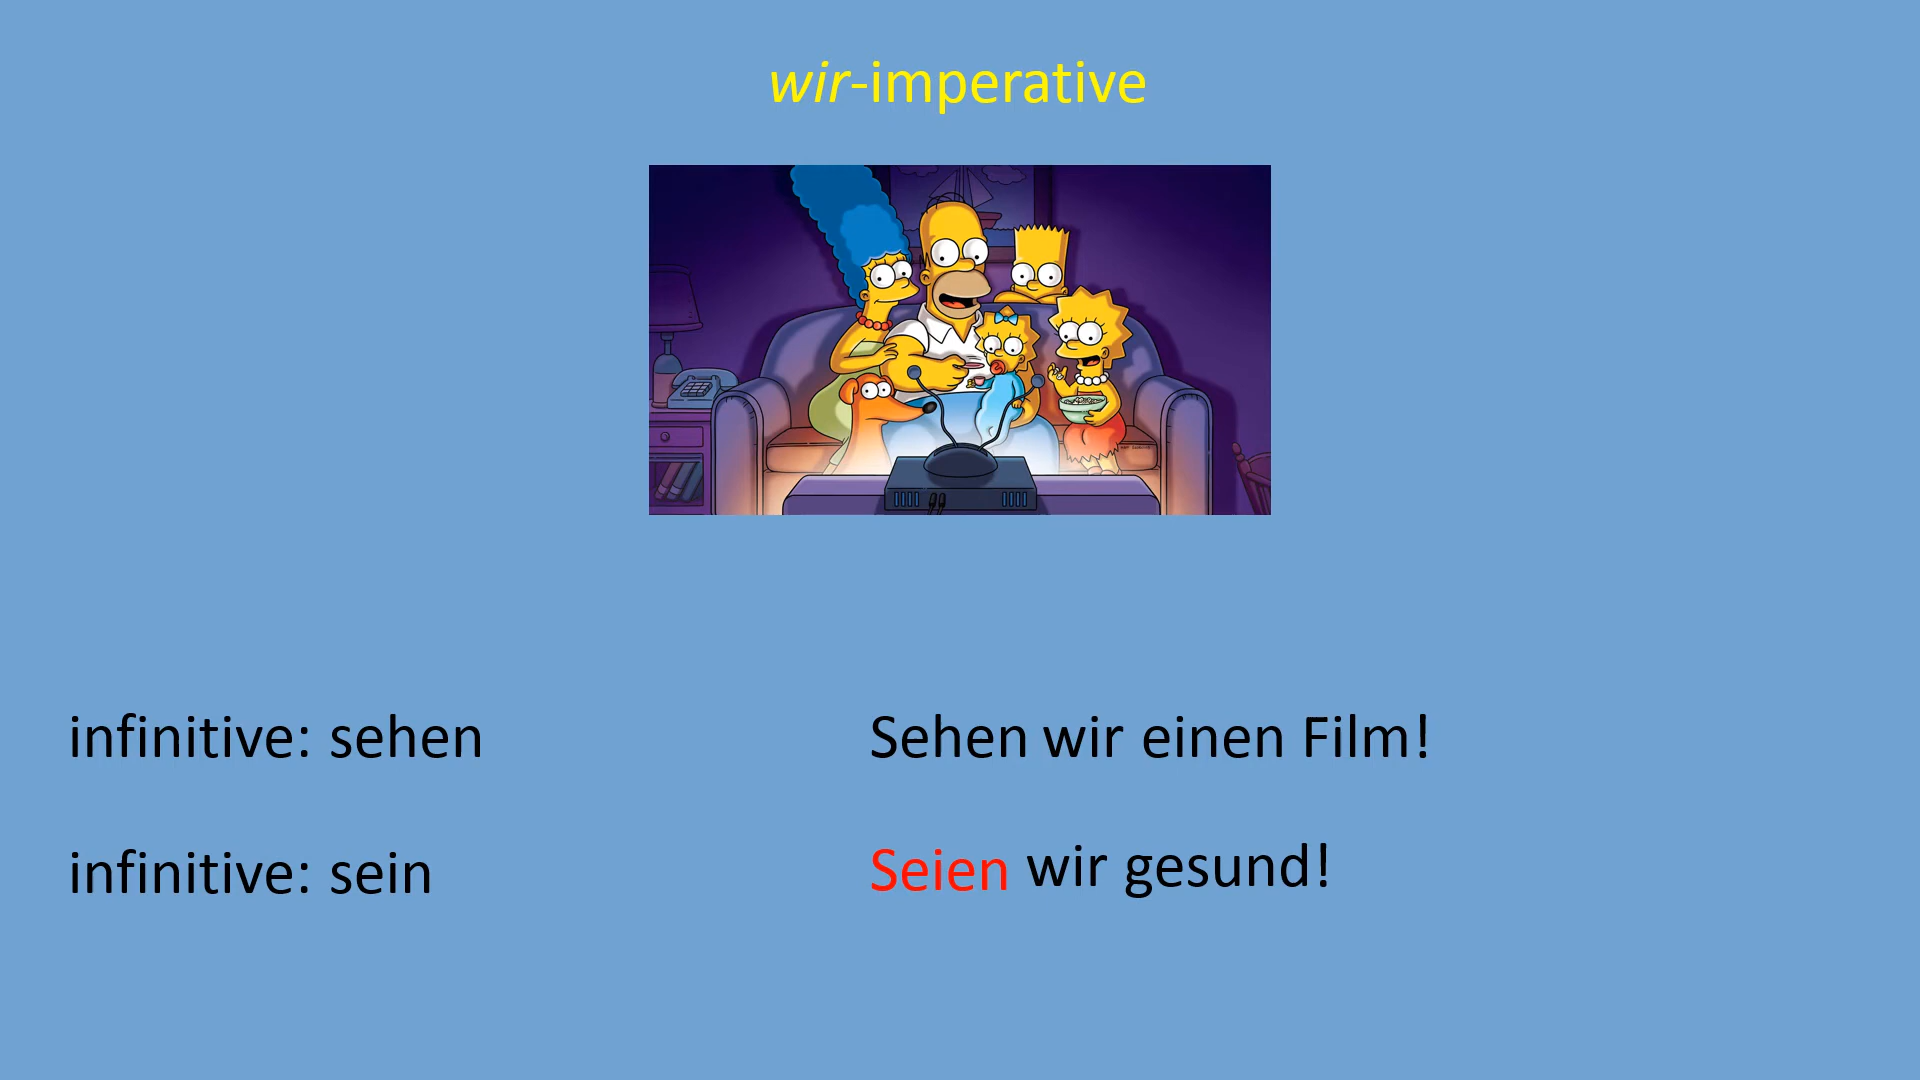 wir-imperative
infinitive: sehen
Sehen wir einen Film!
infinitive: sein
Seien wir gesund!